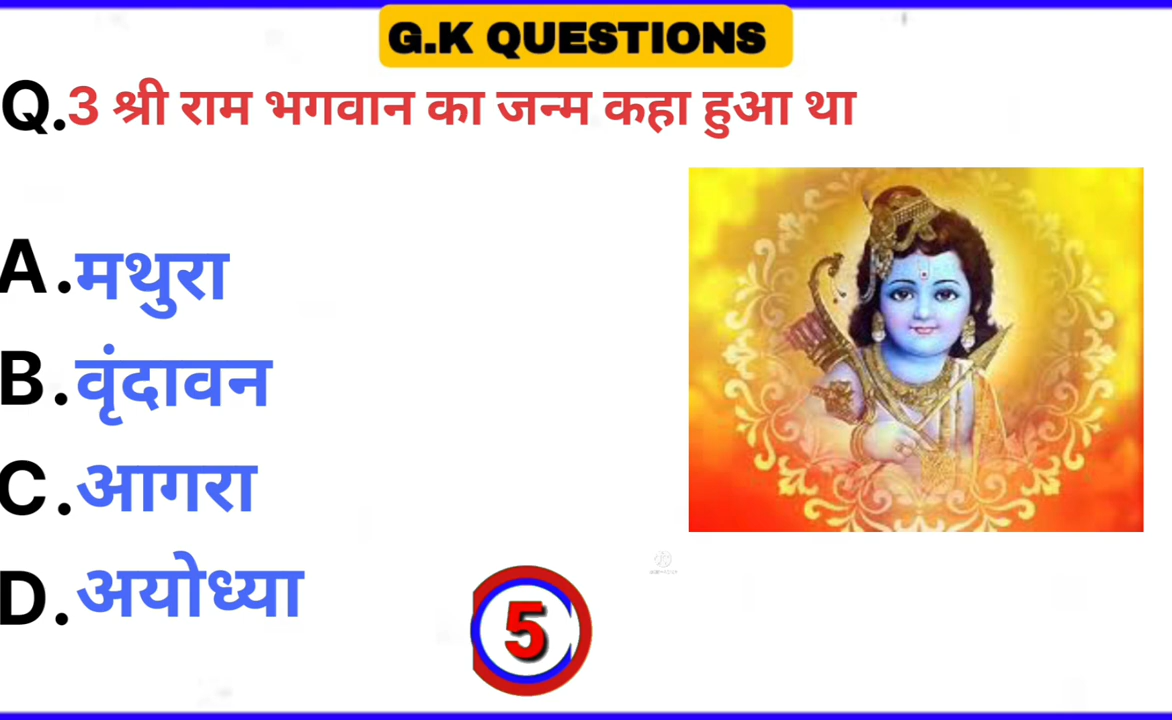 G.K QUESTIONS
Q.3 श्री राम भगवान का जन्म कहा हुआ था
A.मथुरा
B.वृंदावन
C.आगरा
D.अयोध्या
5